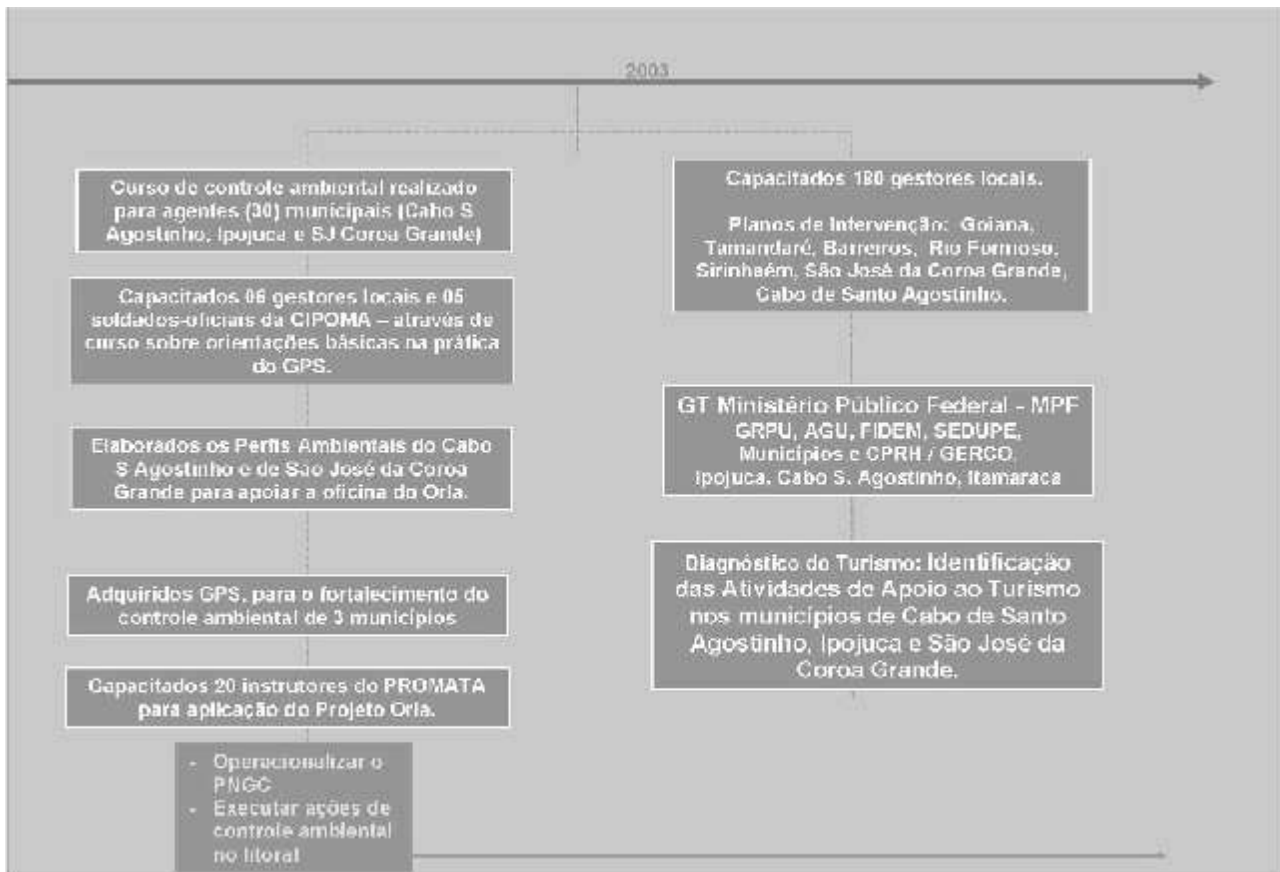 2003
Curso de controle ambiental realizado
para agentes (30) municipais (Cabo S
Agostinho, Ipojuca e SJ Coroa Grande)
Capacitados 06 gestores locais e 05
soldados-oficiais da CIPOMA – através de
curso sobre orientações básicas na prática
do GPS.
Elaborados os Perfis Ambientais do Cabo
S Agostinho e de São José da Coroa
Grande para apoiar a oficina do Orla.
Adquiridos GPS, para o fortalecimento do
controle ambiental de 3 municípios
Capacitados 20 instrutores do PROMATA
para aplicação do Projeto Orla.
- Operacionalizar o
PNGC
- Executar ações de
controle ambiental
no litoral
Capacitados 180 gestores locais.
Planos de Intervenção: Goiana,
Tamandaré, Barreiros, Rio Formoso,
Sirinhaém, São José da Coroa Grande,
Cabo de Santo Agostinho.
GT Ministério Público Federal - MPF
GRPU, AGU, FIDEM, SEDUPE,
Municípios e CPRH / GERCO.
Ipojuca, Cabo S. Agostinho, Itamaraca
Diagnóstico do Turismo: Identificação
das Atividades de Apoio ao Turismo
nos municípios de Cabo de Santo
Agostinho, Ipojuca e São José da
Coroa Grande.